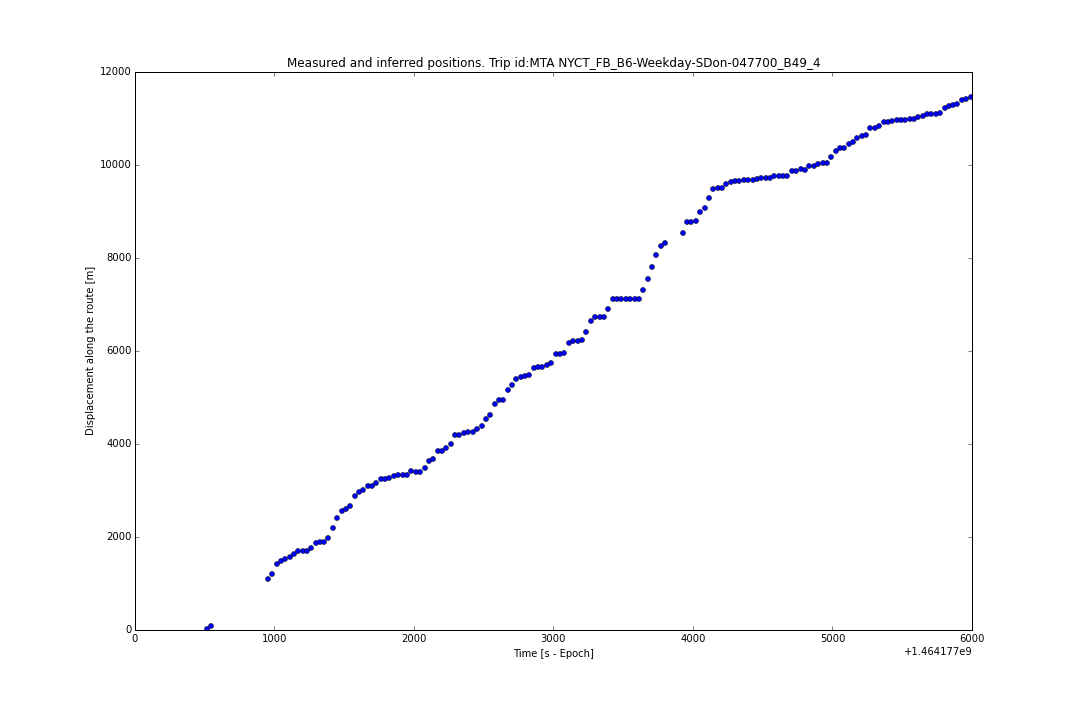 Measured and inferred positions. Trip id:MTA NYCT_FB_B6-Weekday-SDon-047700_B49_4
12000
10000
8000
6000
4000
2000
0
Displacement along the route [m]
0 1000 2000 3000 4000 5000 6000
Time [s - Epoch]
+1.464177e9